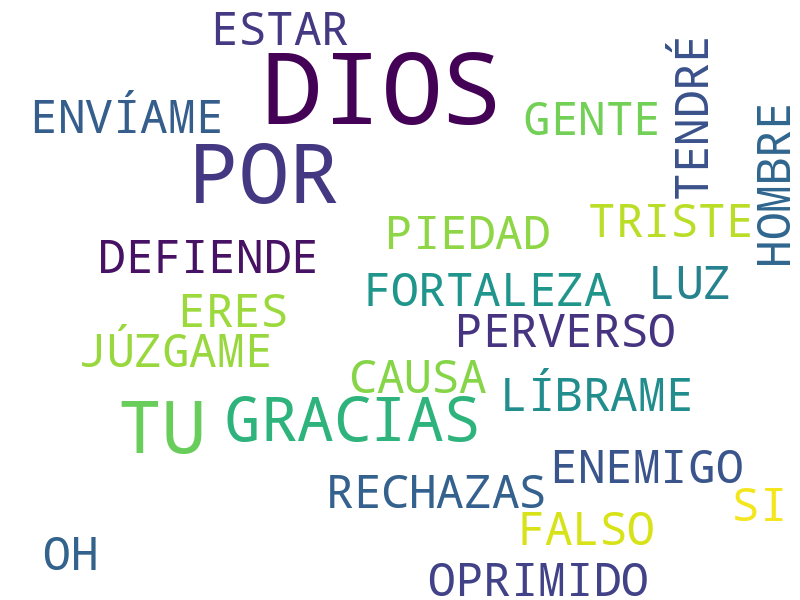 ESTAR
DIOS
TENDRÉ
ENVÍAME
GENTE
HOMBRE
POR
TRISTE
PIEDAD
DEFIENDE
LUZ
FORTALEZA
ERES
PERVERSO
JÚZGAME
CAUSA
LÍBRAME
TU
GRACIAS
ENEMIGO
RECHAZAS
SI
FALSO
OH
OPRIMIDO